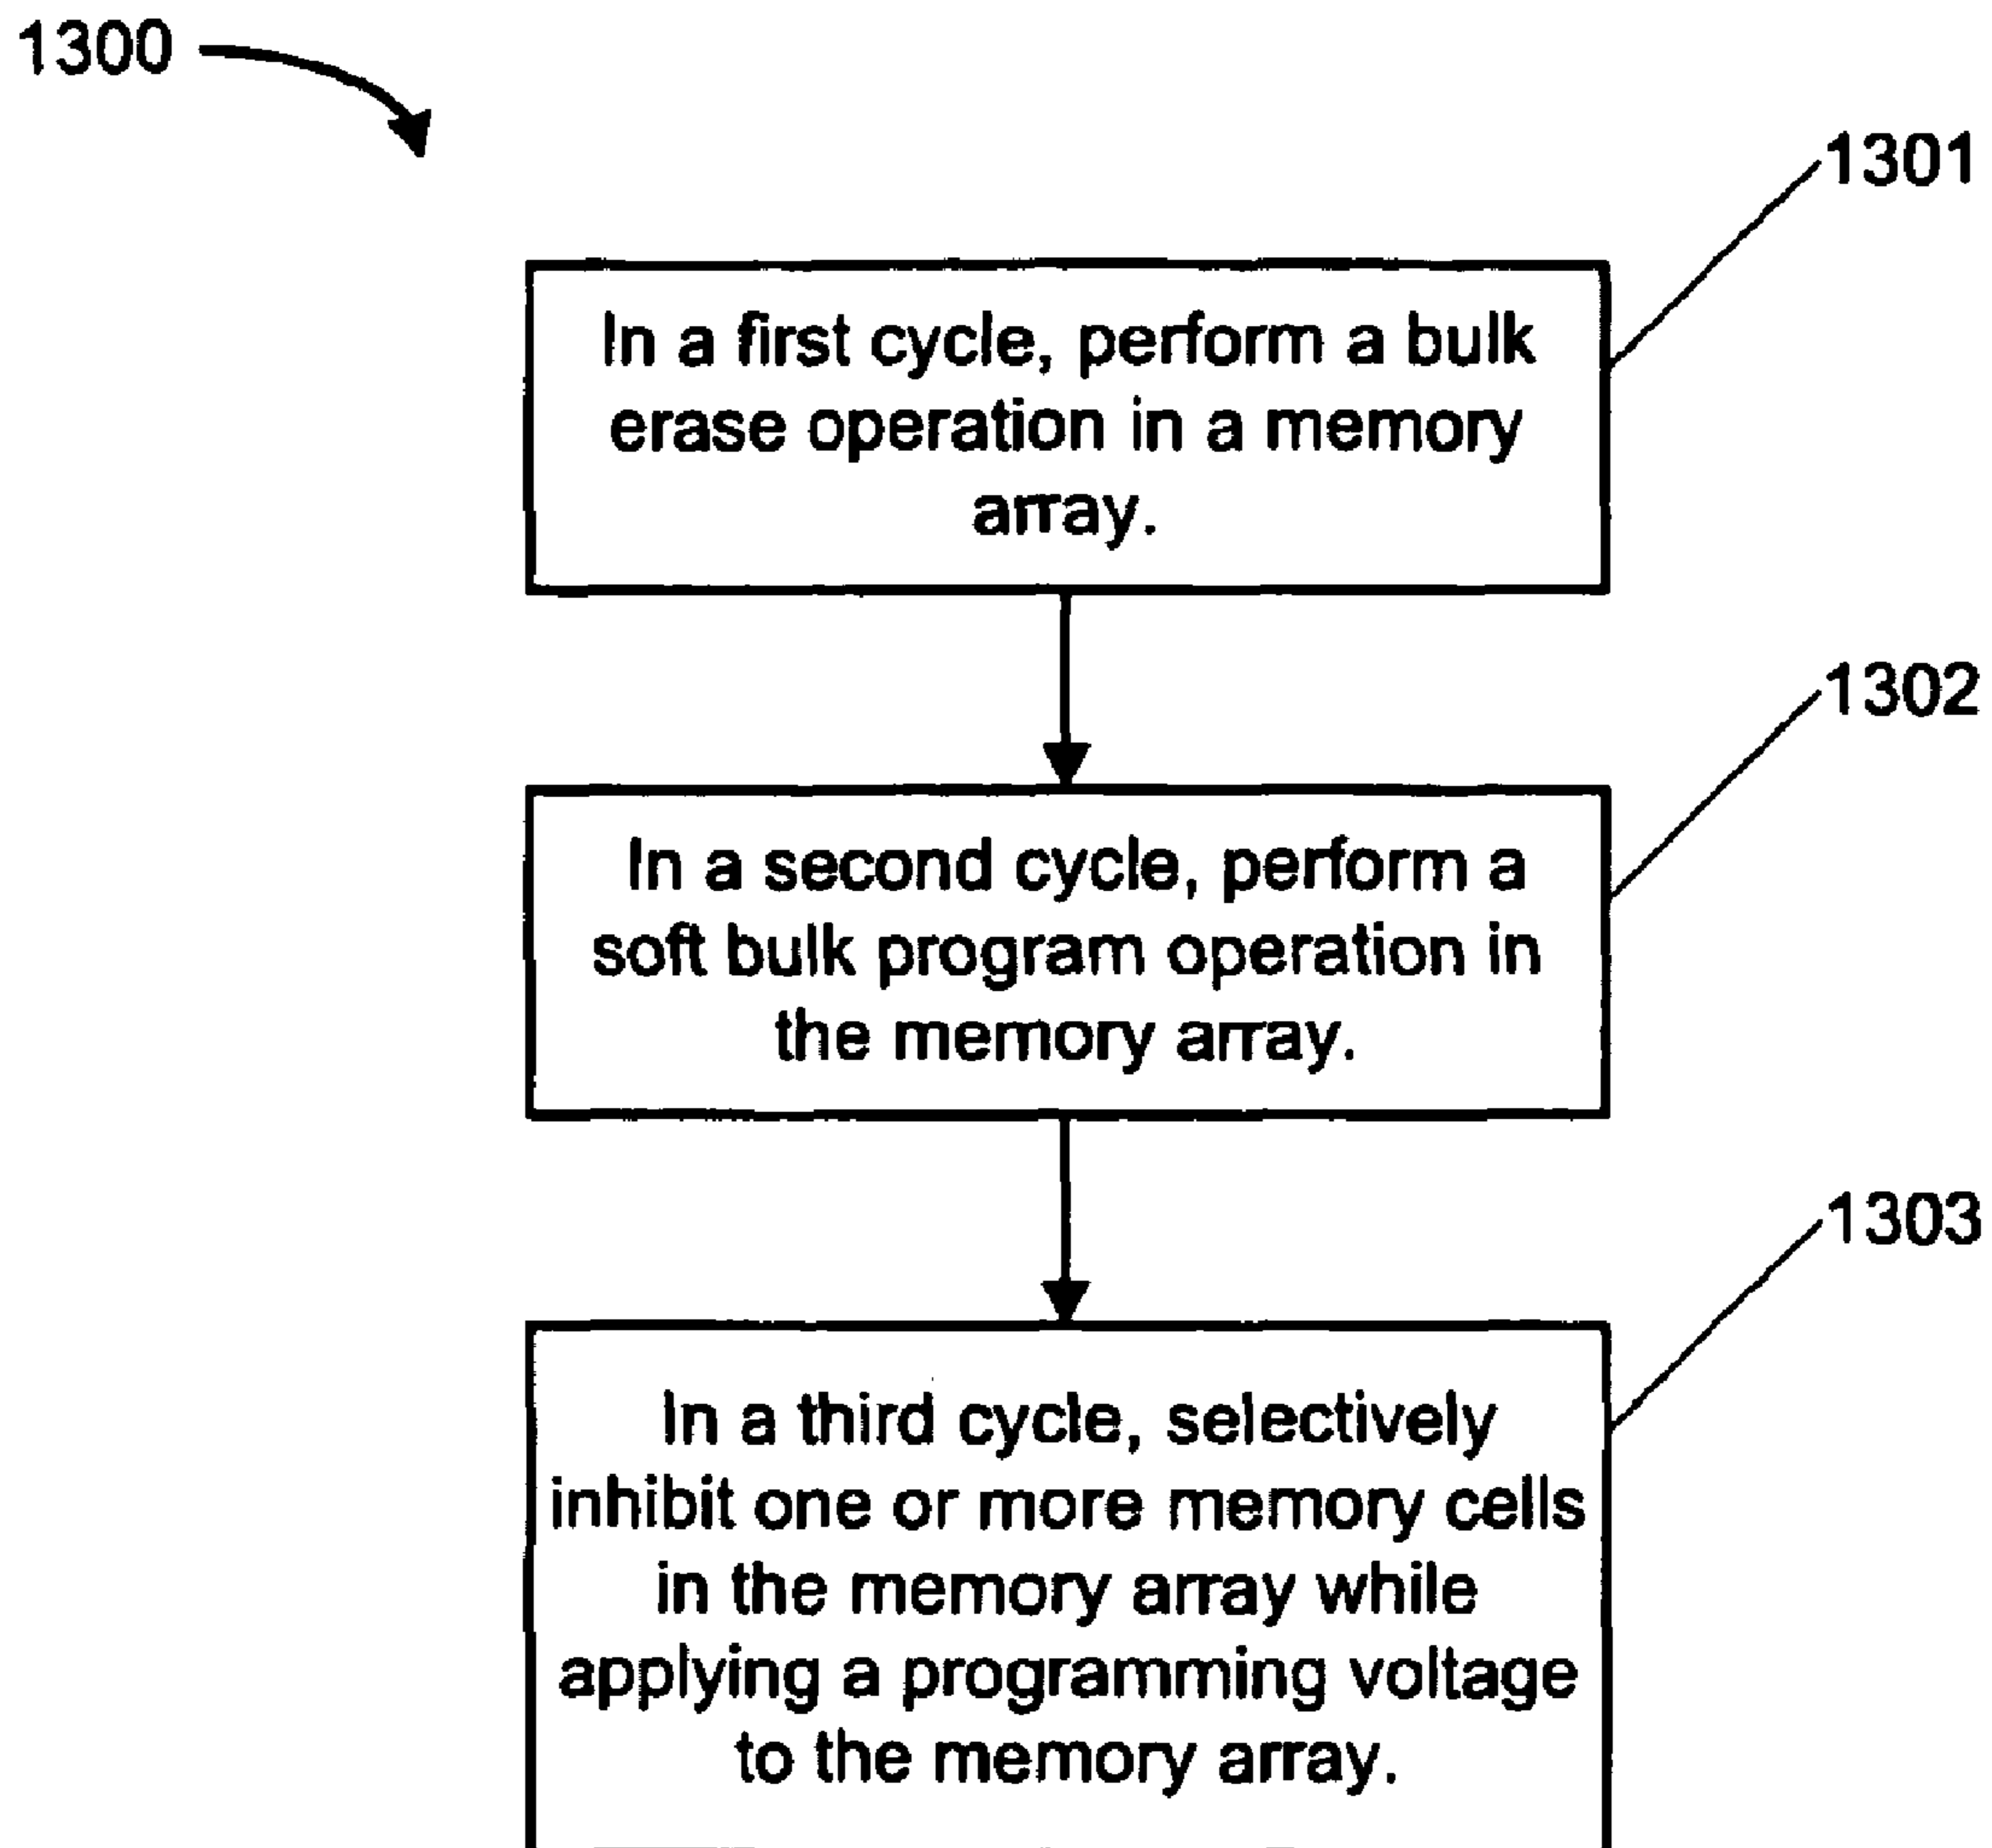 1300
1301
In a first cycle, perform a bulk
erase operation in a memory
array.
1302
In a second cycle, perform a
soft bulk program operation in
the memory array.
1303
In a third cycle, selectively
inhibit one or more memory cells
in the memory array while
applying a programming voltage
to the memory array.